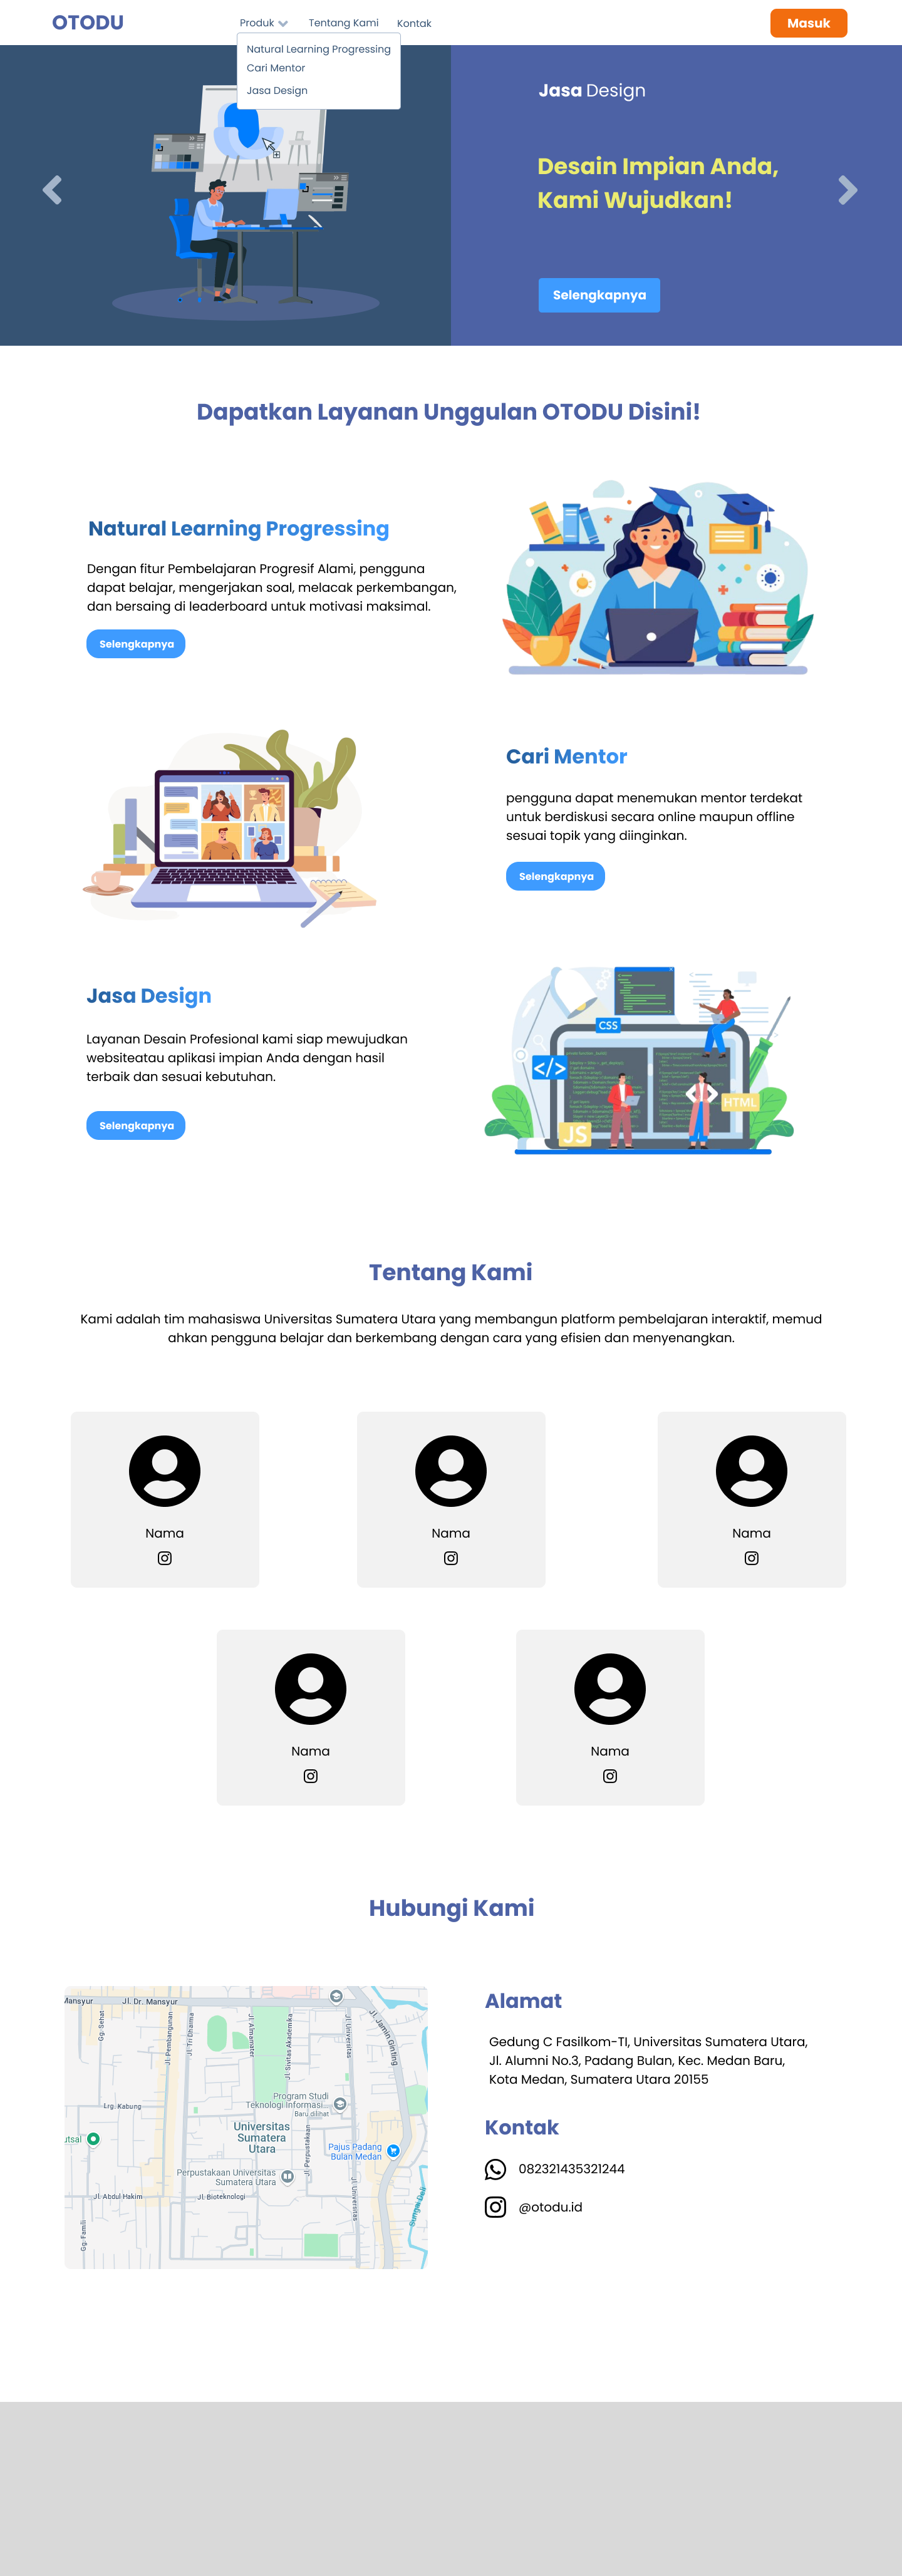 OTODU
Produk
Tentang Kami
Kontak
Masuk
Natural Learning Progressing
Cari Mentor
Jasa Design
Jasa Design
Desain Impian Anda,
Kami Wujudkan!
Selengkapnya
Dapatkan Layanan Unggulan OTODU Disini!
Natural Learning Progressing
Dengan fitur Pembelajaran Progresif Alami, pengguna
dapat belajar, mengerjakan soal, melacak perkembangan,
dan bersaing di leaderboard untuk motivasi maksimal.
Selengkapnya
Cari Mentor
pengguna dapat menemukan mentor terdekat
untuk berdiskusi secara online maupun offline
sesuai topik yang diinginkan.
Selengkapnya
Jasa Design
Layanan Desain Profesional kami siap mewujudkan
websiteatau aplikasi impian Anda dengan hasil
terbaik dan sesuai kebutuhan.
Selengkapnya
CSS
</>
HTML
JS
Tentang Kami
Kami adalah tim mahasiswa Universitas Sumatera Utara yang membangun platform pembelajaran interaktif, memud
ahkan pengguna belajar dan berkembang dengan cara yang efisien dan menyenangkan.
Nama
Nama
Nama
Nama
Nama
Hubungi Kami
Mansyur
Jl. Dr. Mansyur
Gg. Sehat
Jl. Pembangunan
Jl. Tri Dharma
Jl. Almamater
Jl. Sivitas Akademika
Jl. Universitas
Jl. Jamin Ginting
Program Studi
Teknologi Informasi
Baru dilihat
Lrg. Kabung
Universitas
Sumatera
Utara
utsal
Jl. Perpustakaan
Pajus Padang
Bulan Medan
Perpustakaan Universitas
Sumatera Utara
Jl. Abdul Hakim
Jl. Bioteknologi
Jl. Universitas
Sungai Deli
Gg. Famili
Alamat
Gedung C Fasilkom-TI, Universitas Sumatera Utara,
Jl. Alumni No.3, Padang Bulan, Kec. Medan Baru,
Kota Medan, Sumatera Utara 20155
Kontak
082321435321244
@otodu.id